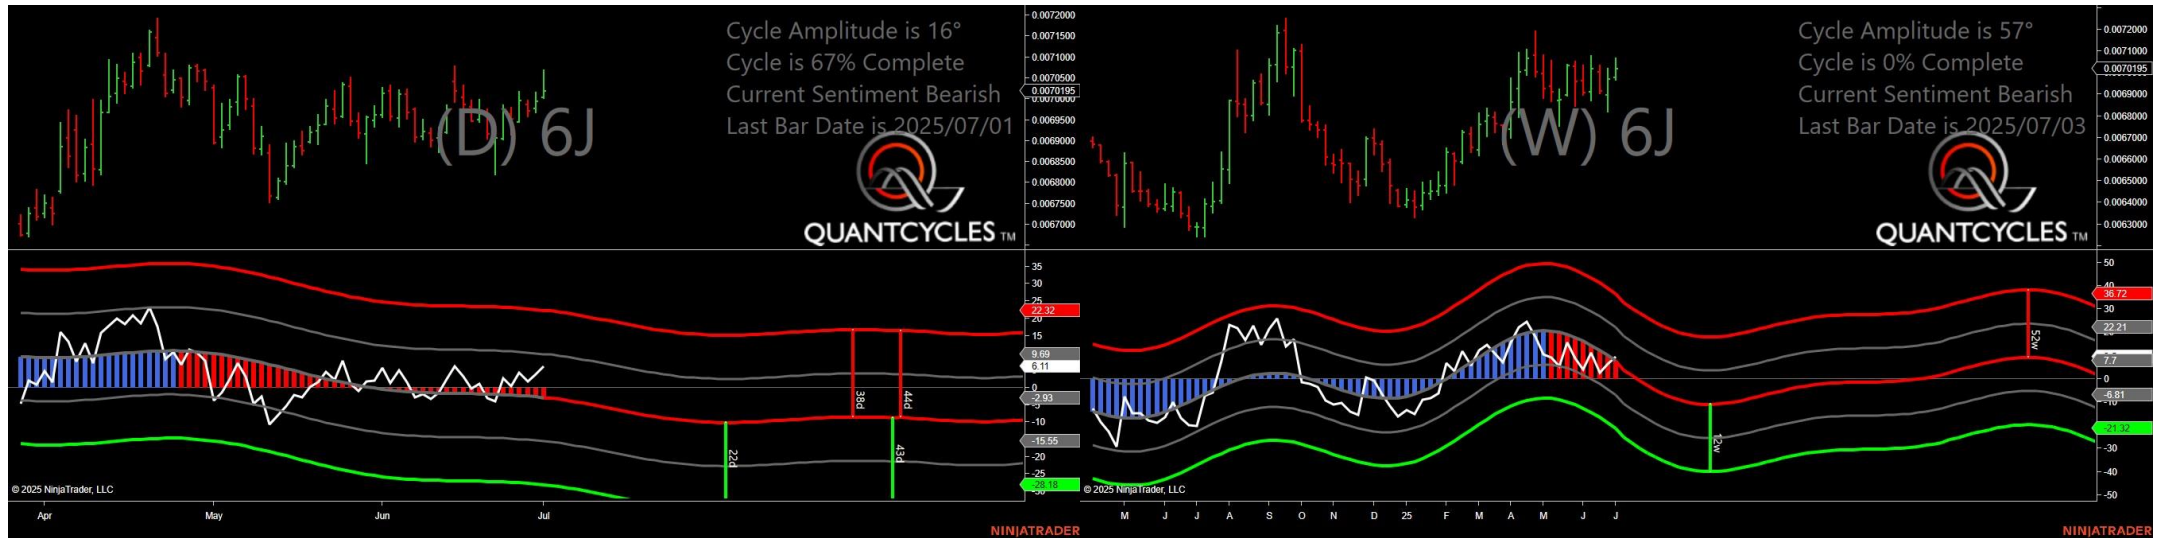 Cycle Amplitude is 16°
Cycle is 67% Complete
Current Sentiment Bearish
Last Bar Date is 2025/07/01
(D) 6J
QUANTCYCLES TM
0.0072000
0.0071500
0.0071000
0.0070500
0.0070195
0.0070000
0.0069500
0.0069000
0.0068500
0.0068000
0.0067500
0.0067000
35
30
25
22.32
20
15
9.69
6.11
0
-2.93
-5
-10
-15.55
-20
-25
-28.18
-30
38d
44d
22d
43d
© 2025 NinjaTrader, LLC
Apr
May
Jun
Jul
NINJATRADER
Cycle Amplitude is 57°
Cycle is 0% Complete
Current Sentiment Bearish
Last Bar Date is 2025/07/03
(W) 6J
QUANTCYCLES TM
0.0072000
0.0071000
0.0070195
0.0069000
0.0068000
0.0067000
0.0066000
0.0065000
0.0064000
0.0063000
50
40
36.72
30
22.21
7.7
0
-6.81
-10
-21.32
-30
-40
-50
52w
12w
© 2025 NinjaTrader, LLC
M
J
J
A
S
O
N
D
25
F
M
A
M
J
J
NINJATRADER